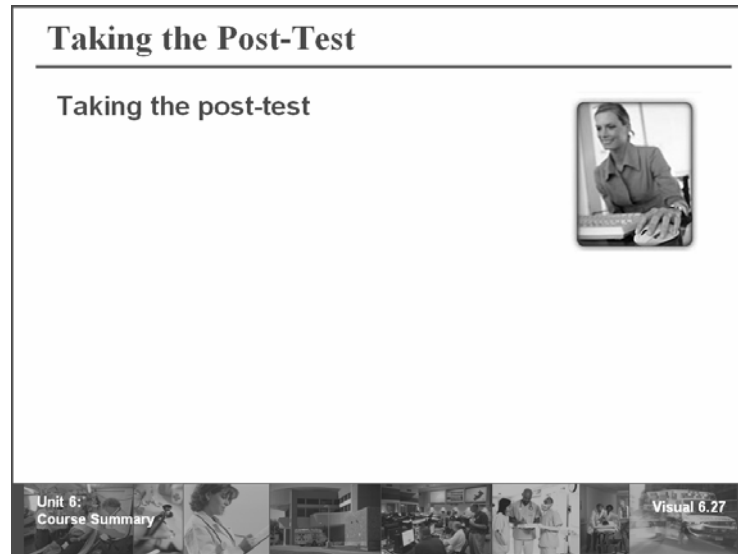 Taking the Post-Test
Taking the post-test
Unit 6:
Course Summary
Visual 6.27